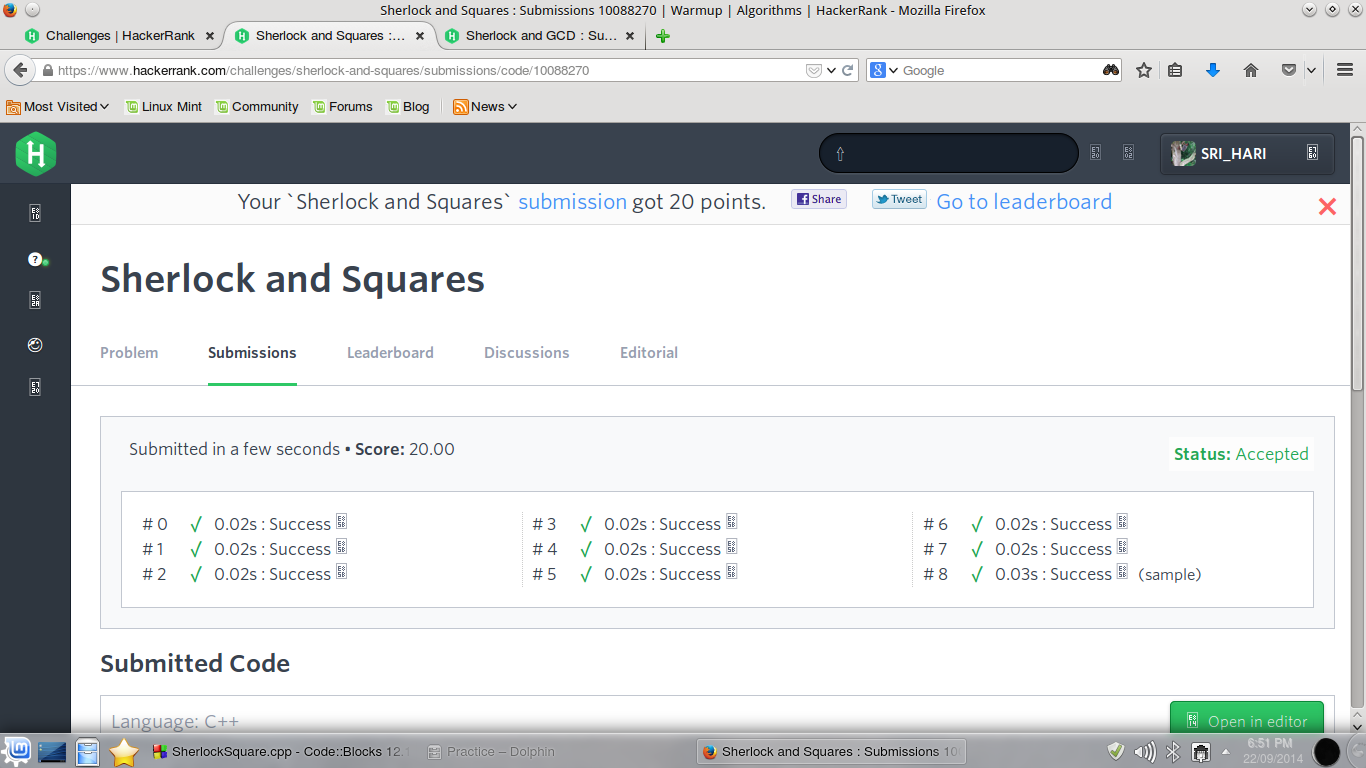 Sherlock and Squares : Submissions 10088270 | Warmup | Algorithms | HackerRank - Mozilla Firefox
Challenges | HackerRank
Sherlock and Squares :...
Sherlock and GCD : Su...
https://www.hackerrank.com/challenges/sherlock-and-squares/submissions/code/10088270
Google
Most Visited
Linux Mint
Community
Forums
Blog
News
SRI_HARI
Your `Sherlock and Squares` submission got 20 points.
Share
Tweet
Go to leaderboard
Sherlock and Squares
Problem
Submissions
Leaderboard
Discussions
Editorial
Submitted in a few seconds • Score: 20.00
Status: Accepted
# 0 √ 0.02s : Success
# 1 √ 0.02s : Success
# 2 √ 0.02s : Success
# 3 √ 0.02s : Success
# 4 √ 0.02s : Success
# 5 √ 0.02s : Success
# 6 √ 0.02s : Success
# 7 √ 0.02s : Success
# 8 √ 0.03s : Success (sample)
Submitted Code
Language: C++
Open in editor
SherlockSquare.cpp - Code::Blocks 12.1
Practice – Dolphin
Sherlock and Squares : Submissions 10
6:51 PM
22/09/2014